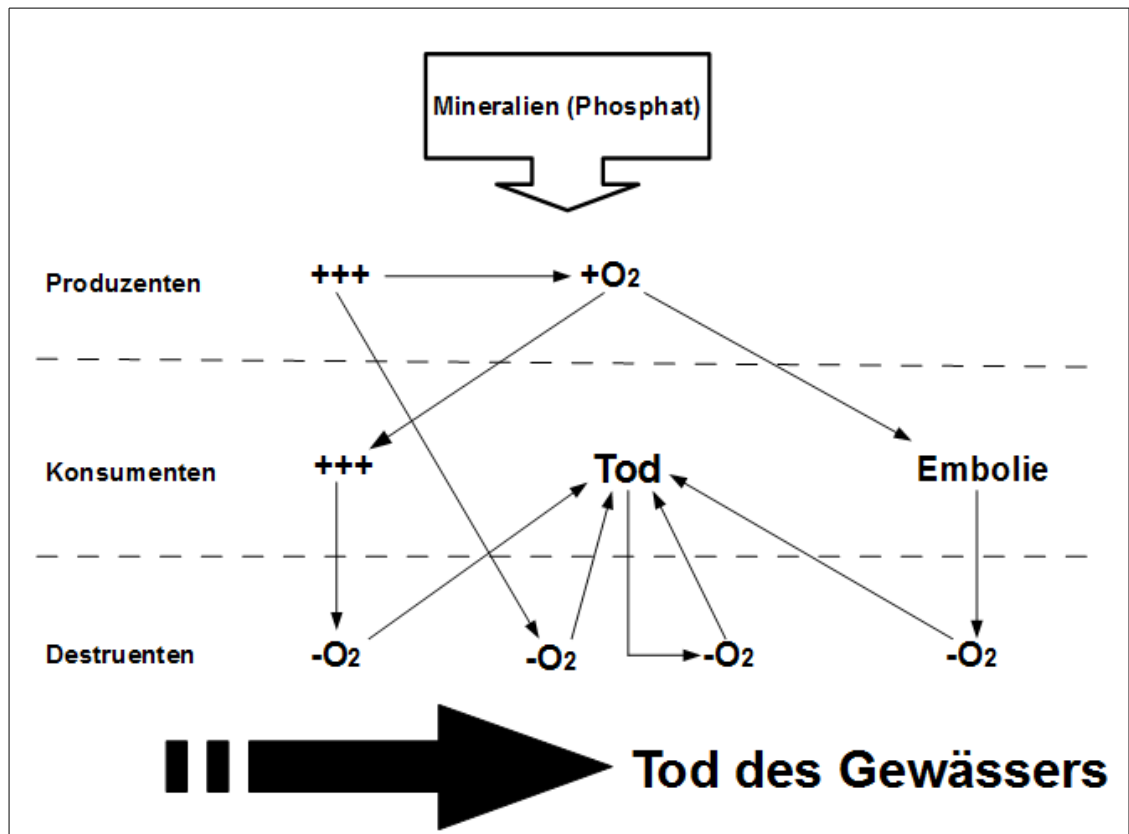 Mineralien (Phosphat)
Produzenten +++ +O2
Konsumenten +++ Tod Embolie
Destruenten -O2 -O2 -O2 -O2
Tod des Gewässers